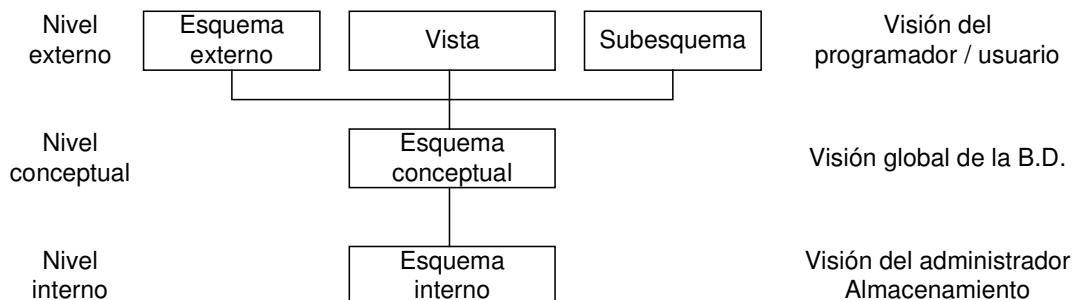 Nivel
externo
Esquema
externo
Vista
Subesquema
Visión del
programador / usuario
Nivel
conceptual
Esquema
conceptual
Visión global de la B.D.
Nivel
interno
Esquema
interno
Visión del administrador
Almacenamiento